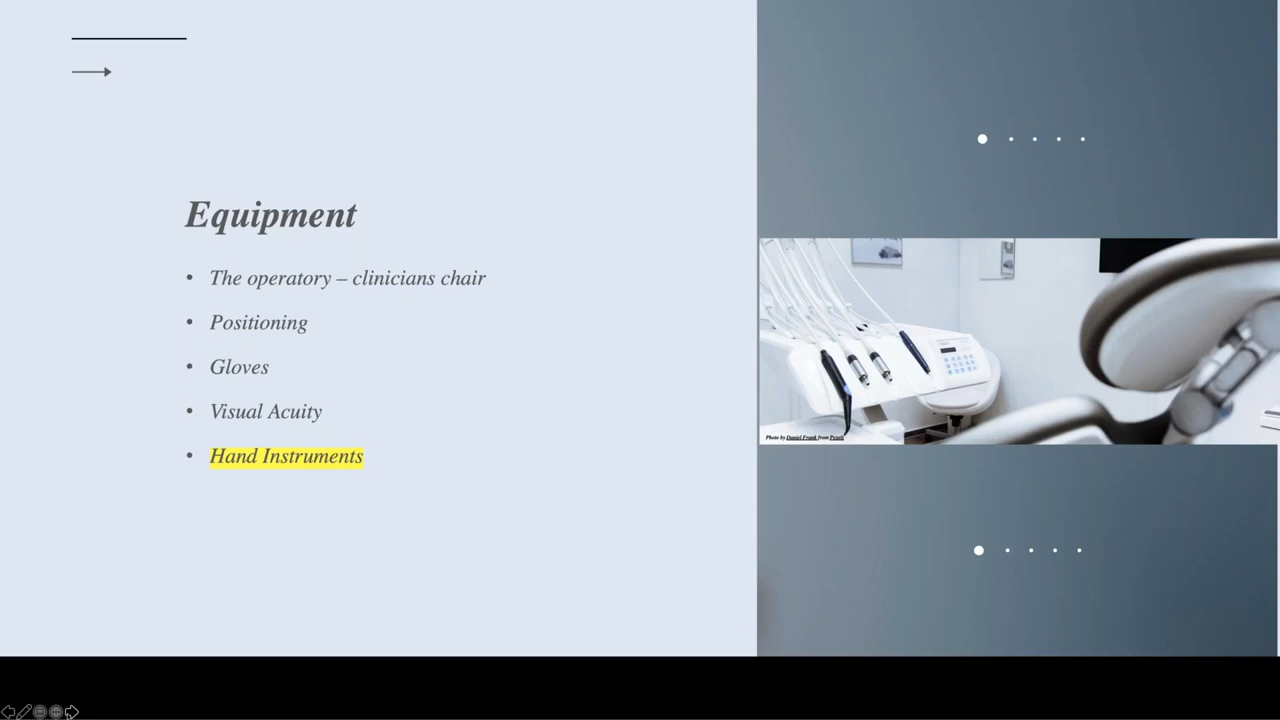 Equipment
• The operatory – clinicians chair
• Positioning
• Gloves
• Visual Acuity
• Hand Instruments
Photo by Daniel Frank from Pexels